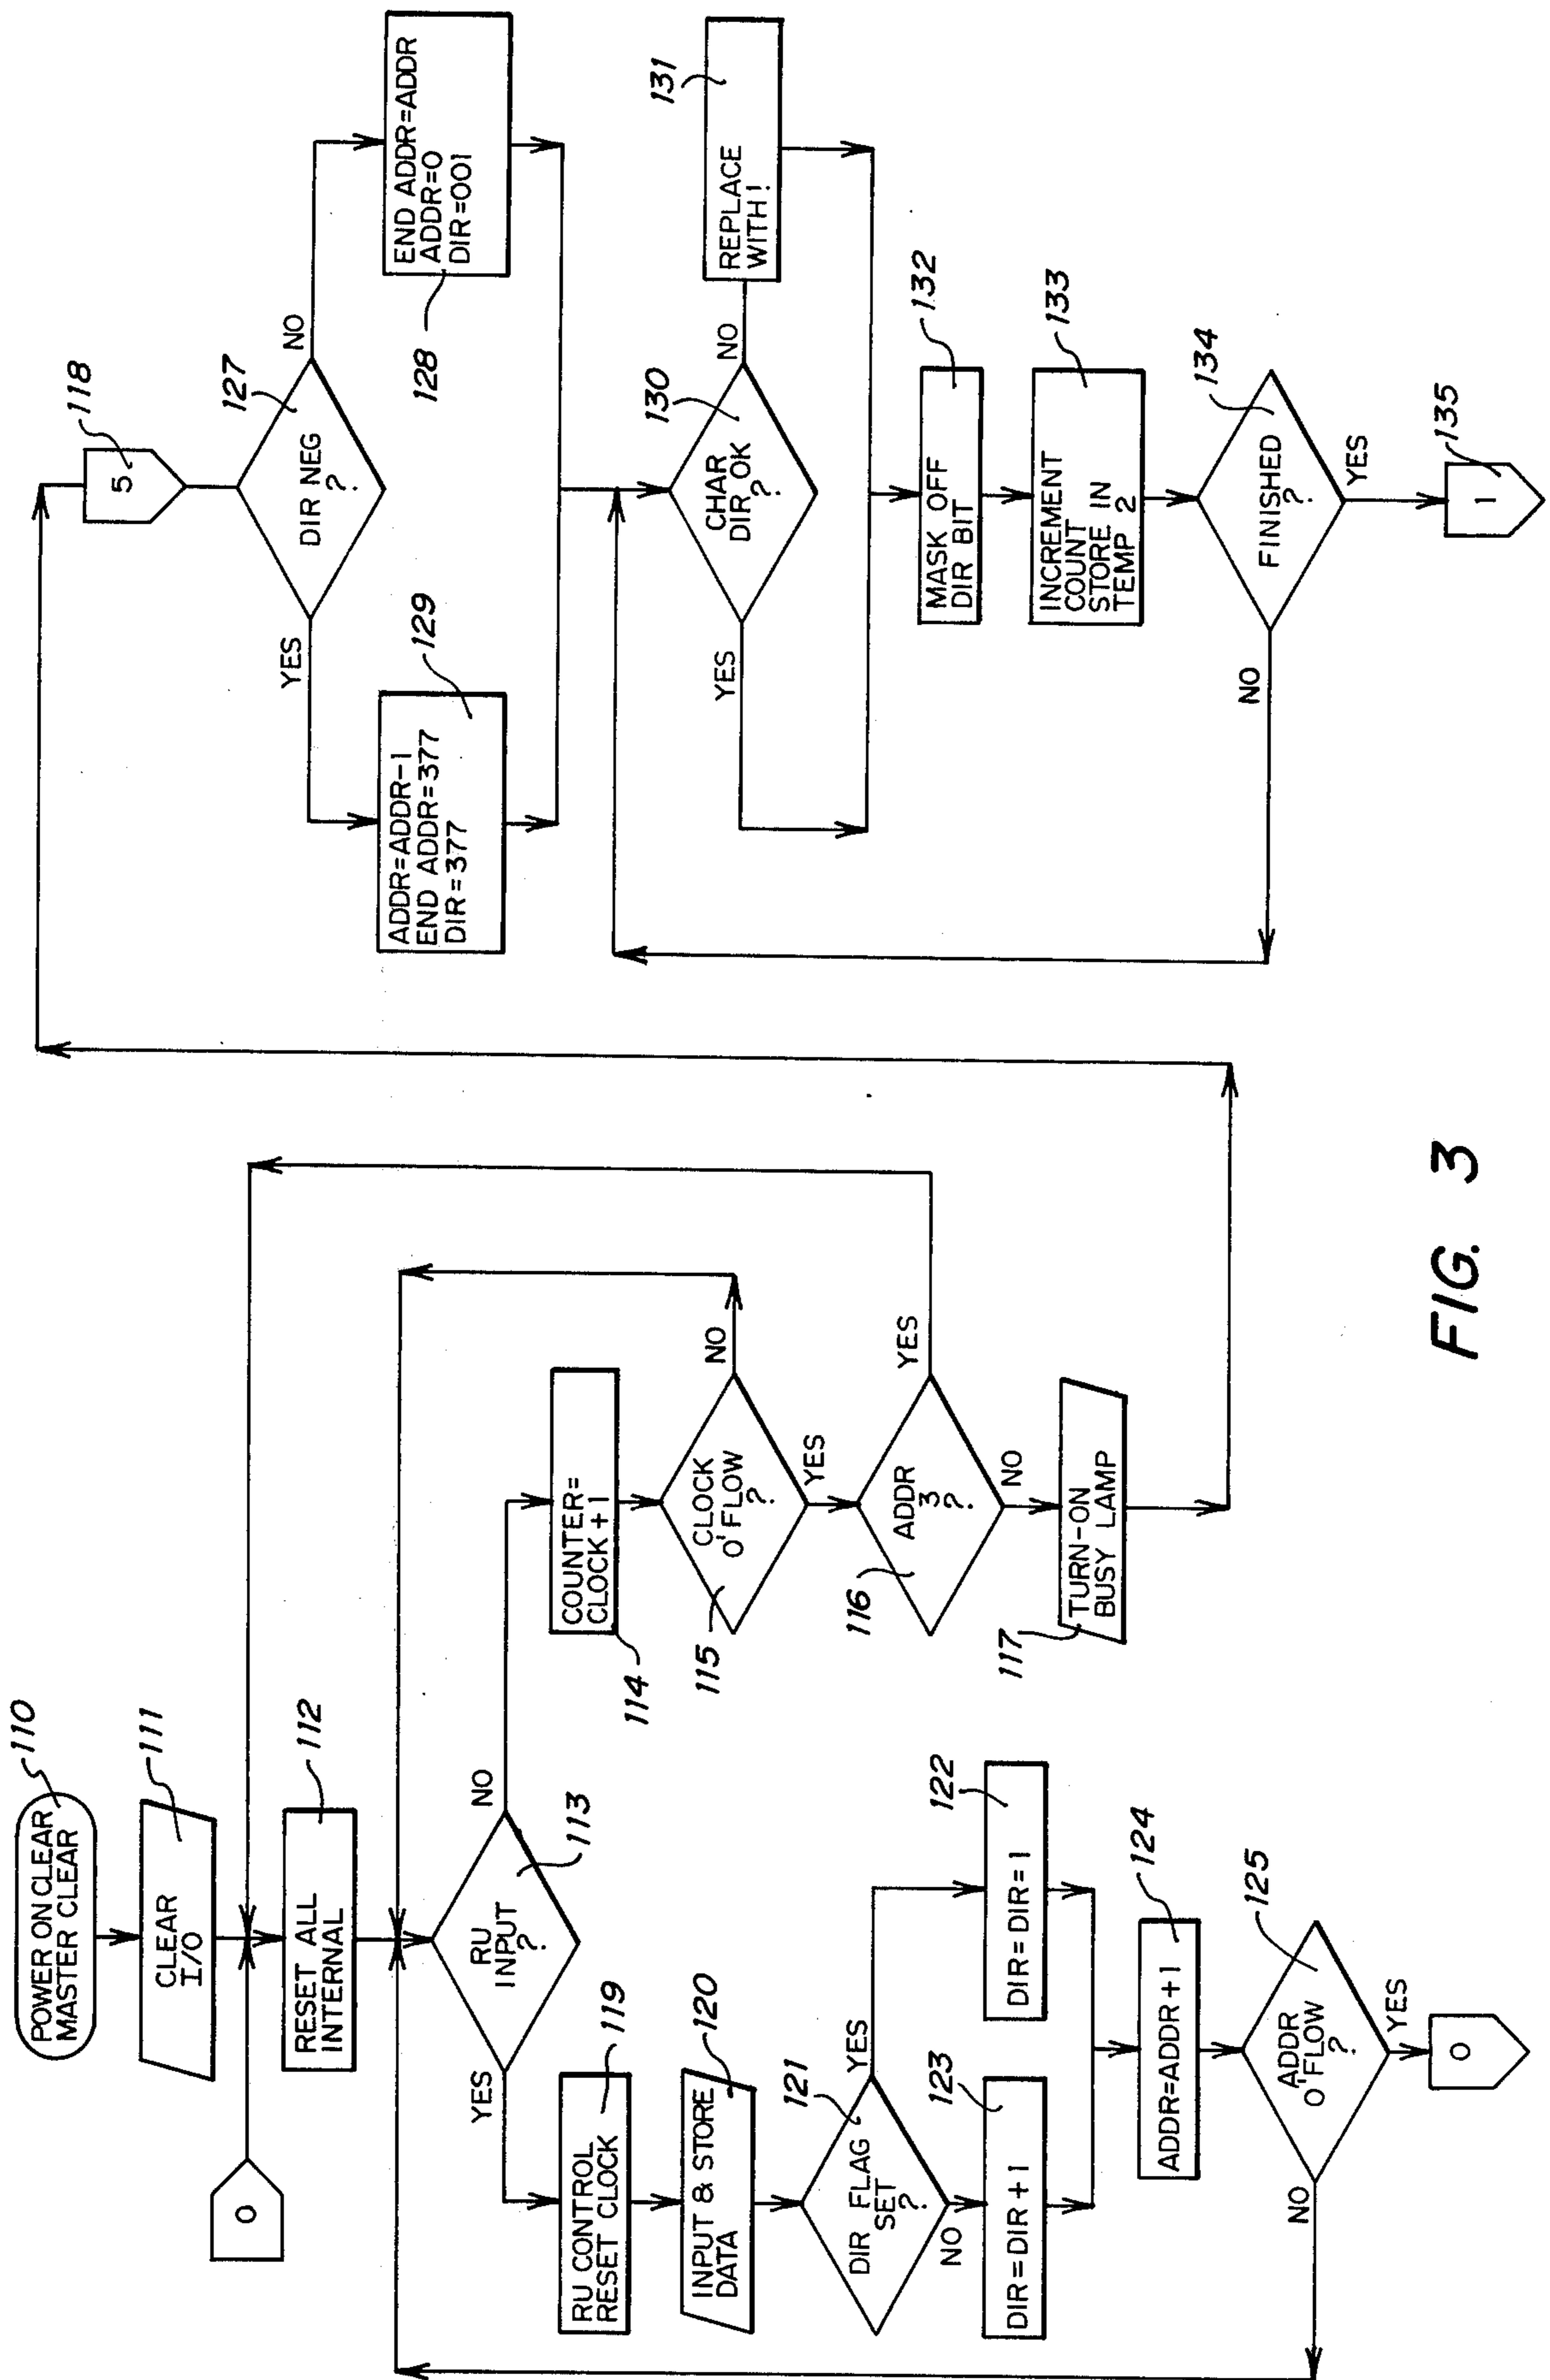 POWER ON CLEAR
MASTER CLEAR
110
CLEAR
I/O
111
0
RESET ALL
INTERNAL
112
RU
INPUT
?
113
NO
YES
COUNTER=
CLOCK+1
114
CLOCK
O'FLOW
?
115
NO
YES
ADDR
3
?
116
YES
NO
TURN-ON
BUSY LAMP
117
RU CONTROL
RESET CLOCK
119
INPUT & STORE
DATA
120
DIR FLAG
SET
?
121
YES
NO
DIR=DIR=1
122
DIR=DIR+1
123
ADDR=ADDR+1
124
ADDR
O'FLOW
?
125
NO
YES
0
5
118
DIR NEG
?
127
YES
NO
ADDR=ADDR-1
END ADDR=377
DIR=377
129
END ADDR=ADDR
ADDR=0
DIR=001
128
CHAR
DIR OK
?
130
YES
NO
REPLACE
WITH!
131
MASK OFF
DIR BIT
132
INCREMENT
COUNT
STORE IN
TEMP 2
133
FINISHED
?
134
NO
YES
1
135
FIG. 3